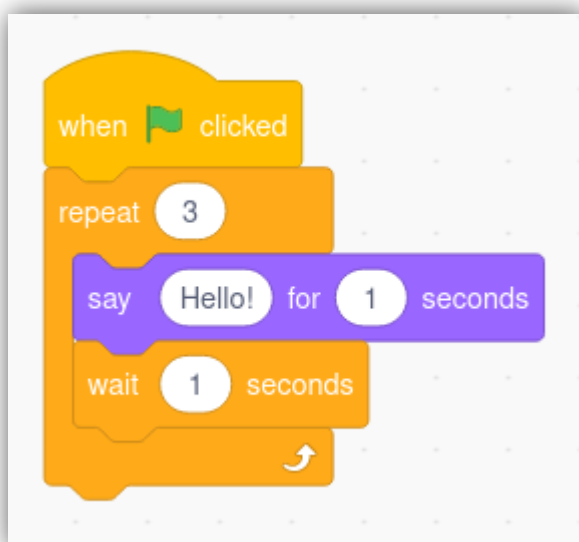 when clicked
repeat 3
say Hello! for 1 seconds
wait 1 seconds